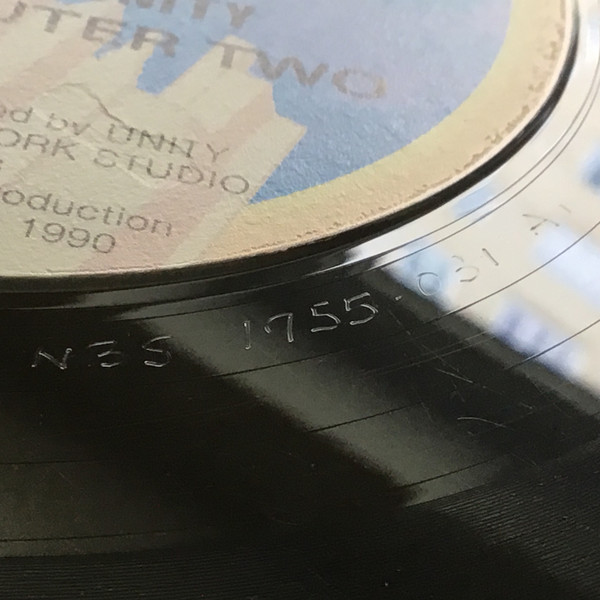 UTER TWO
ed by UNITY
ORK STUDIO
oduction
1990
N35 1755-031 A'